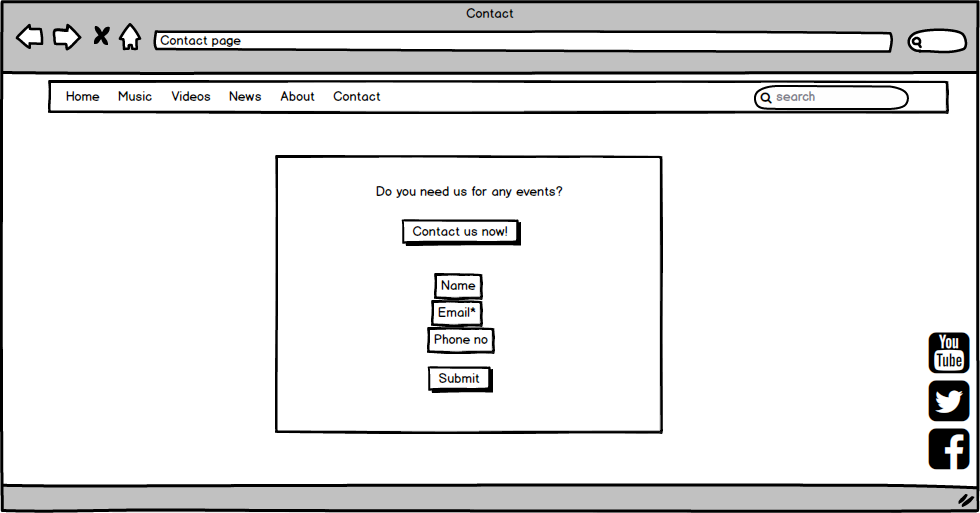 Contact
Contact page
Home Music Videos News About Contact search
Do you need us for any events?
Contact us now!
Name
Email*
Phone no
Submit
You
Tube